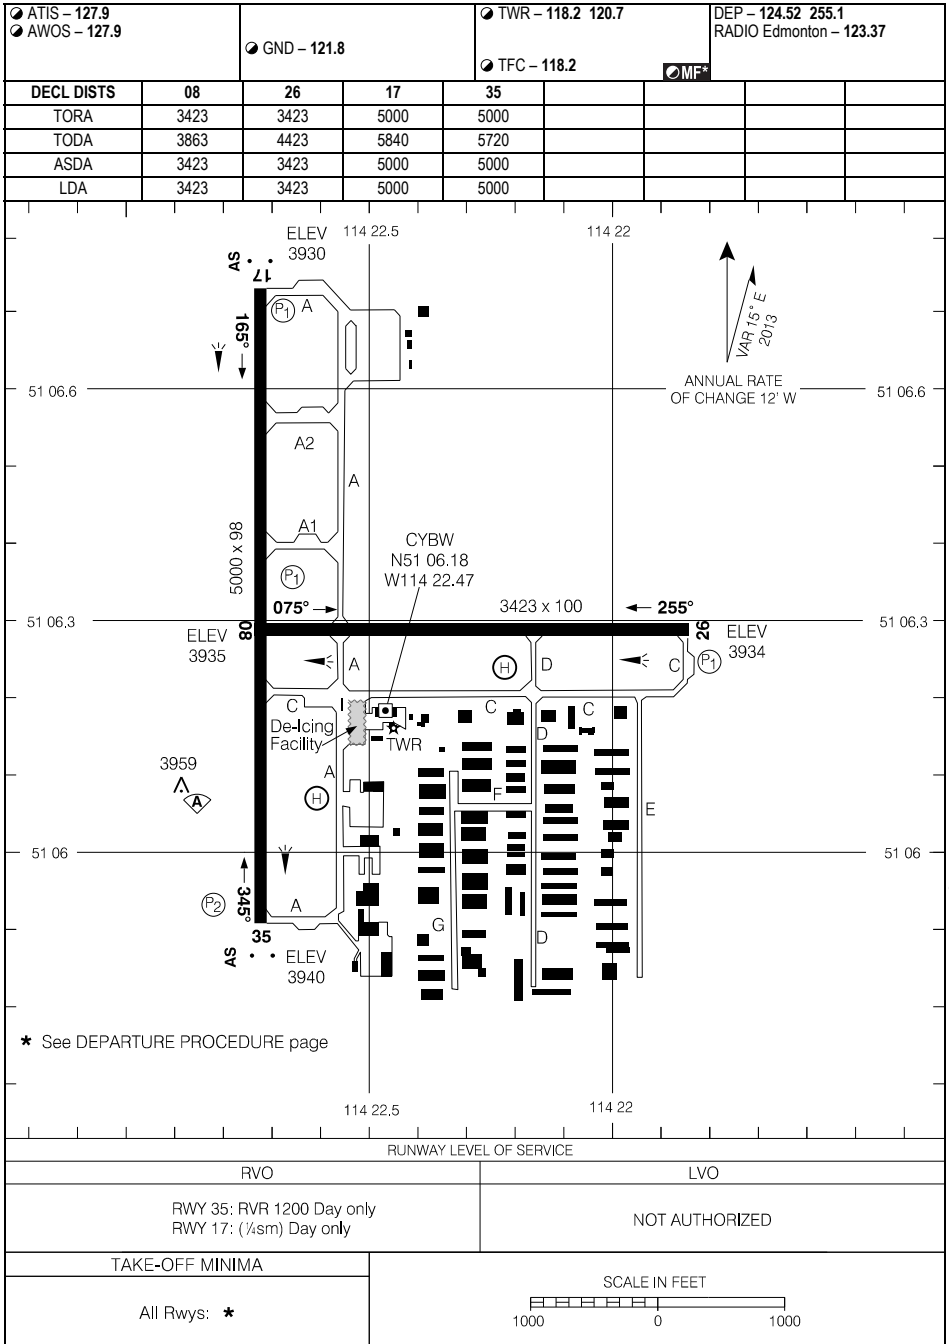 ATIS – 127.9
AWOS – 127.9
GND – 121.8
TWR – 118.2 120.7
TFC – 118.2
MF*
DEP – 124.52 255.1
RADIO Edmonton – 123.37
DECL DISTS 08 26 17 35
TORA 3423 3423 5000 5000
TODA 3863 4423 5840 5720
ASDA 3423 3423 5000 5000
LDA 3423 3423 5000 5000
ELEV
3930
114 22.5
114 22
AS
17
P1
A
165°
VAR 15° E
2013
ANNUAL RATE
OF CHANGE 12' W
51 06.6
51 06.6
A2
A
A1
5000 x 98
CYBW
N51 06.18
W114 22.47
P1
075°
3423 x 100
255°
51 06.3
51 06.3
08
26
ELEV
3935
ELEV
3934
A
H
D
C
P1
C
De-Icing
Facility
TWR
C
D
C
3959
A
A
H
F
E
51 06
51 06
345°
P2
A
G
D
35
AS
ELEV
3940
* See DEPARTURE PROCEDURE page
114 22.5
114 22
RUNWAY LEVEL OF SERVICE
RVO
LVO
RWY 35: RVR 1200 Day only
RWY 17: (¼sm) Day only
NOT AUTHORIZED
TAKE-OFF MINIMA
All Rwys: *
SCALE IN FEET
1000 0 1000